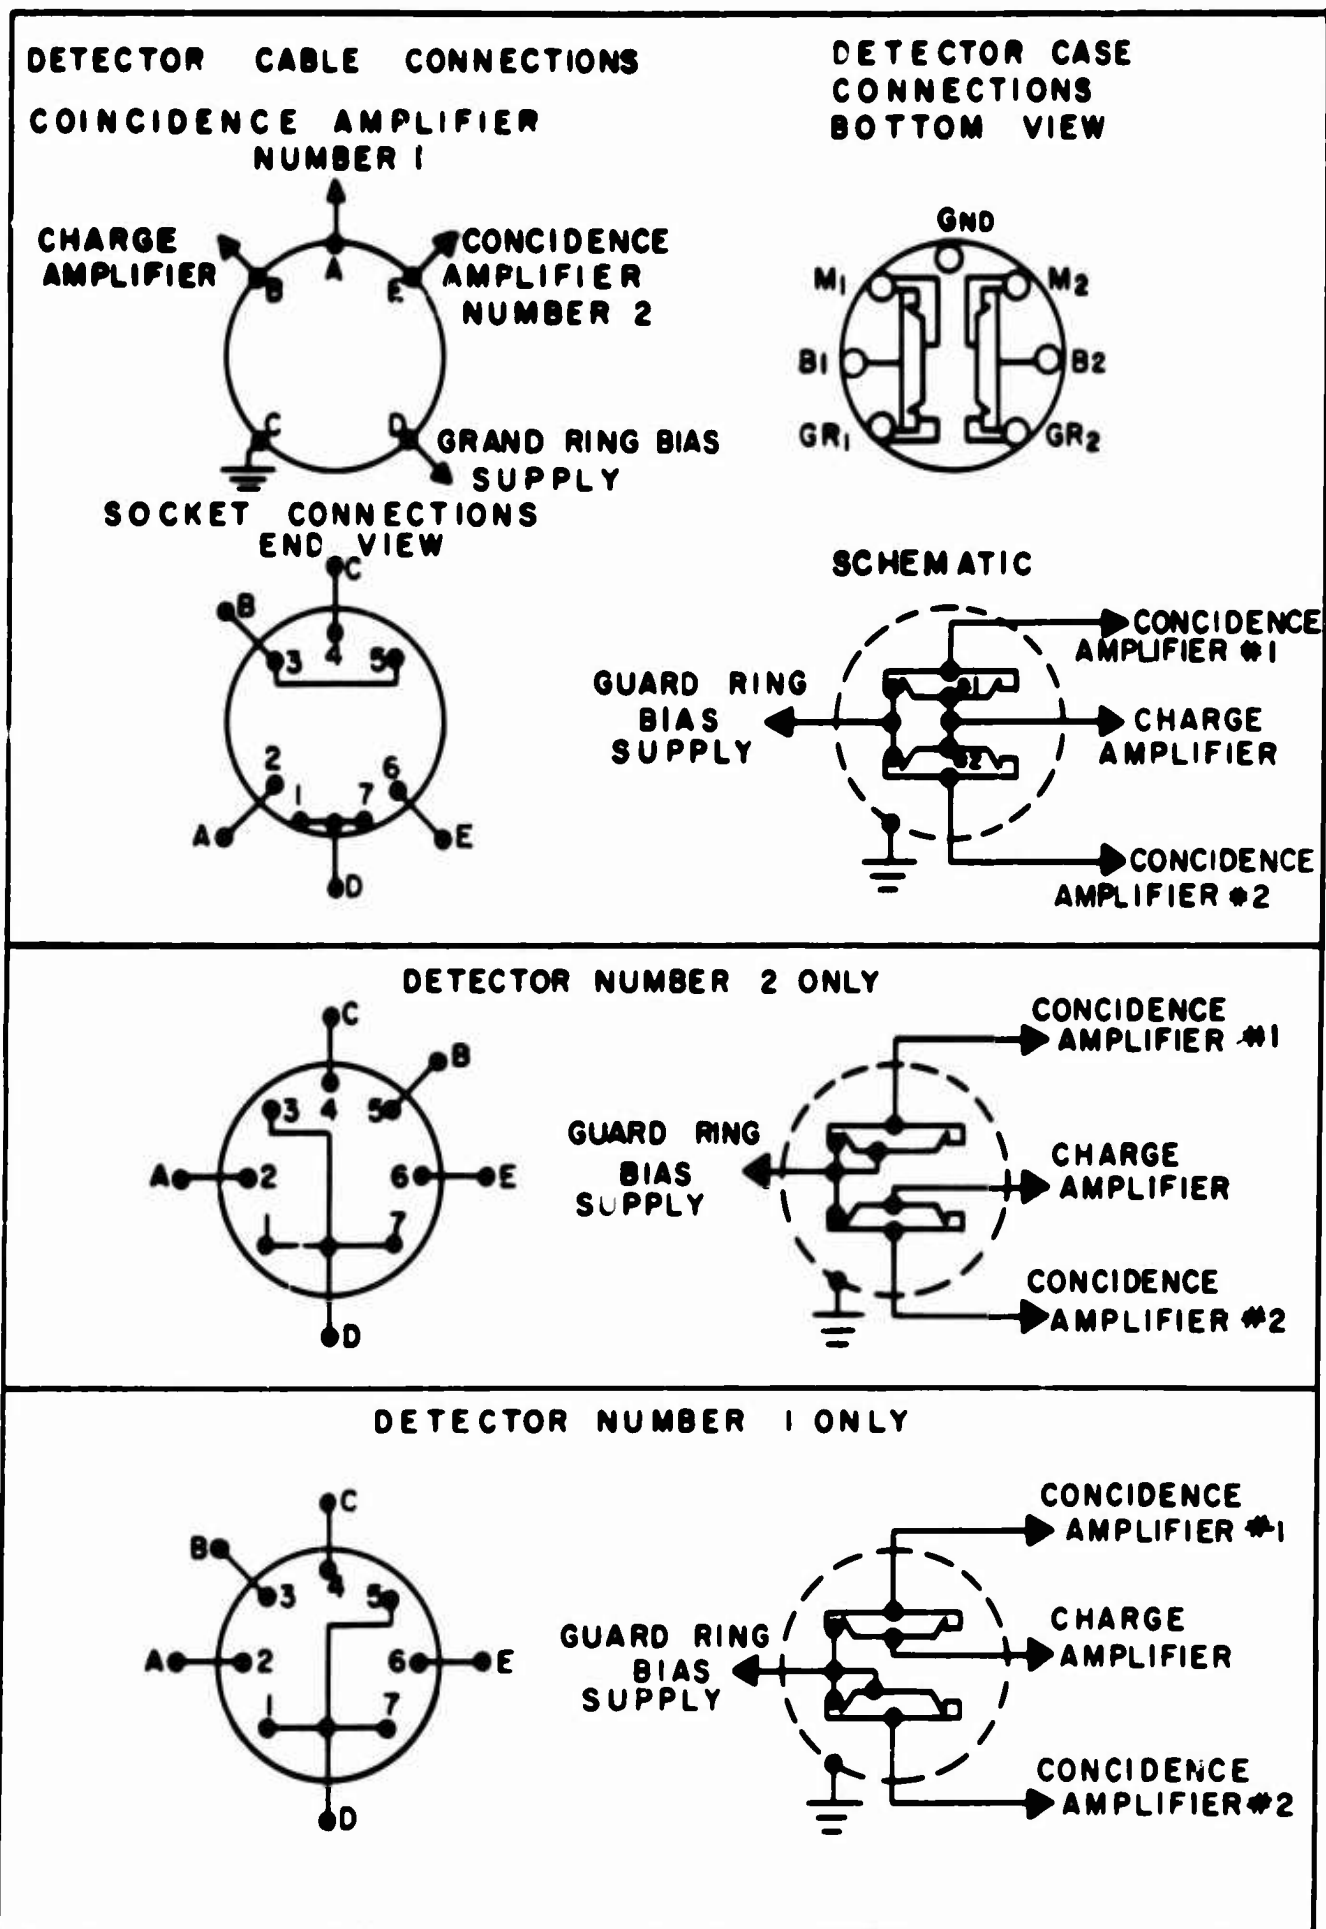 DETECTOR CABLE CONNECTIONS
COINCIDENCE AMPLIFIER
NUMBER 1
CHARGE
AMPLIFIER
CONCIDENCE
AMPLIFIER
NUMBER 2
A
B
E
C
D
GRAND RING BIAS
SUPPLY
DETECTOR CASE
CONNECTIONS
BOTTOM VIEW
GND
M1
M2
B1
B2
GR1
GR2
SOCKET CONNECTIONS
END VIEW
C
B
3
4
5
2
1
7
6
A
E
D
SCHEMATIC
CONCIDENCE
AMPLIFIER #1
GUARD RING
BIAS
SUPPLY
CHARGE
AMPLIFIER
CONCIDENCE
AMPLIFIER #2
DETECTOR NUMBER 2 ONLY
C
B
3
4
5
A
2
6
E
1
7
D
CONCIDENCE
AMPLIFIER #1
GUARD RING
BIAS
SUPPLY
CHARGE
AMPLIFIER
CONCIDENCE
AMPLIFIER #2
DETECTOR NUMBER 1 ONLY
C
B
3
4
5
A
2
6
E
1
7
D
CONCIDENCE
AMPLIFIER #1
GUARD RING
BIAS
SUPPLY
CHARGE
AMPLIFIER
CONCIDENCE
AMPLIFIER #2